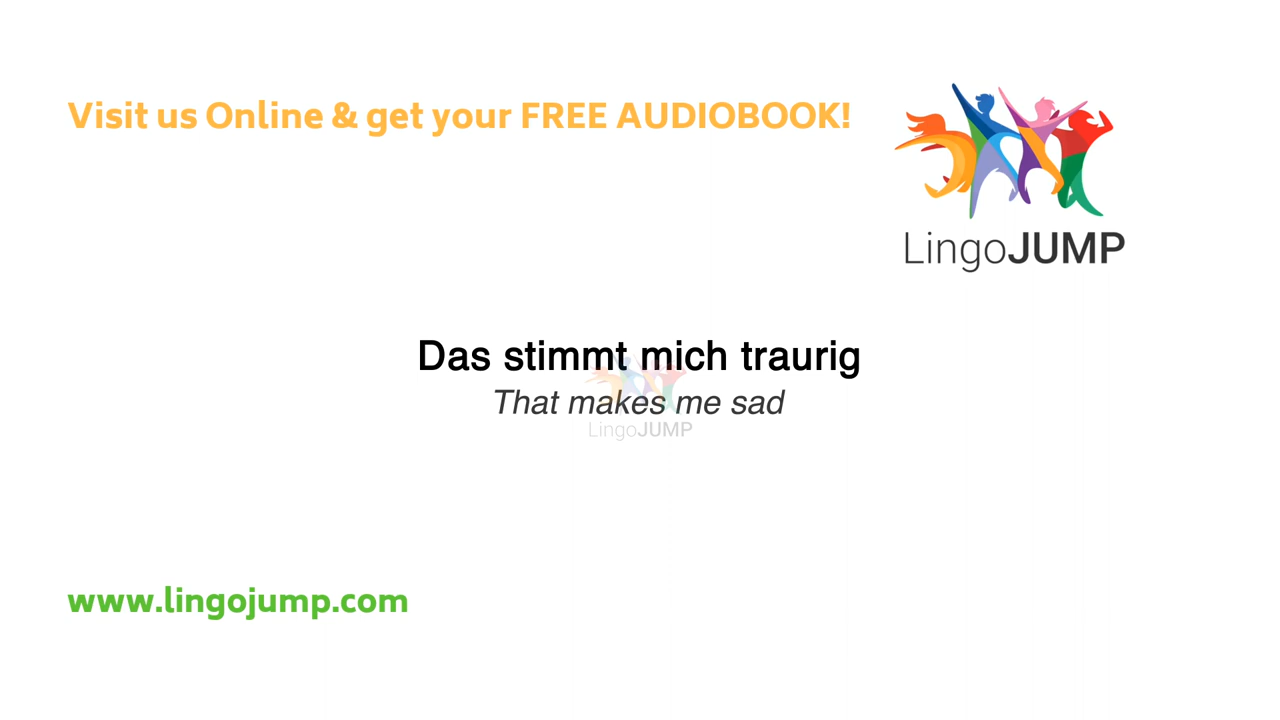 Visit us Online & get your FREE AUDIOBOOK!
LingoJUMP
Das stimmt mich traurig
That makes me sad
LingoJUMP
www.lingojump.com